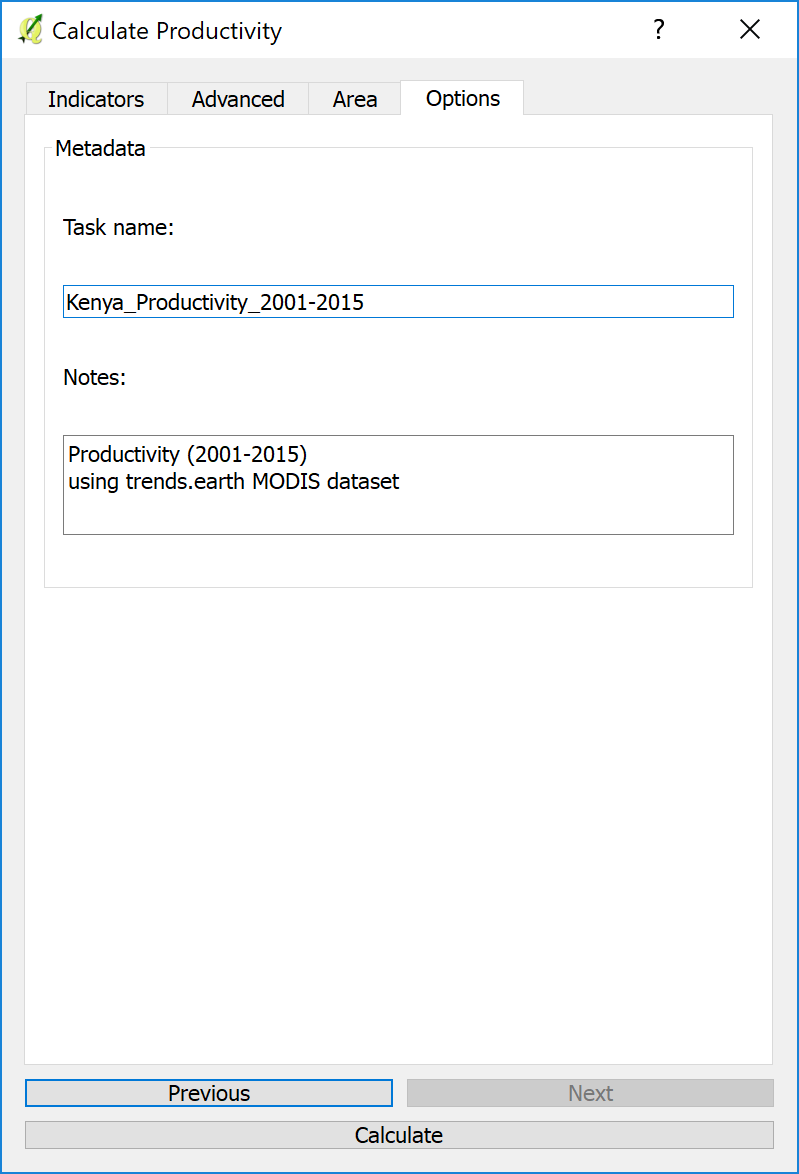 Calculate Productivity ?
Indicators Advanced Area Options
Metadata
Task name:
Kenya_Productivity_2001-2015
Notes:
Productivity (2001-2015)
using trends.earth MODIS dataset
Previous Next
Calculate